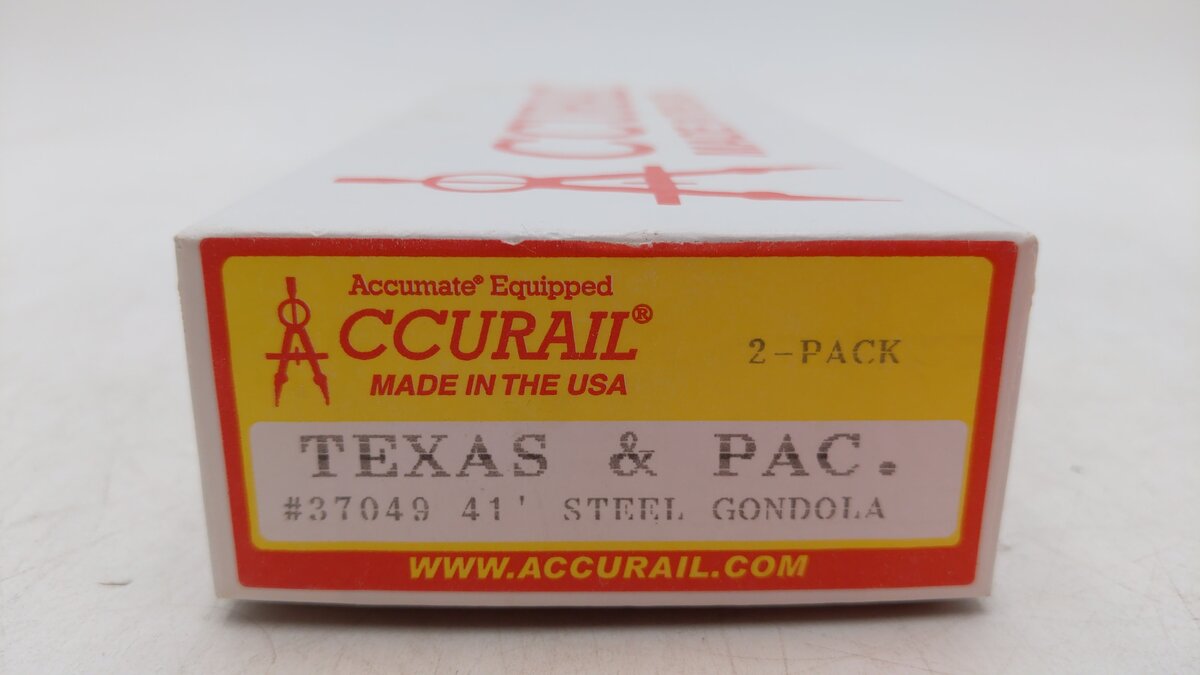 Accumate® Equipped
ACCURAIL®
MADE IN THE USA
2-PACK
TEXAS & PAC.
#37049 41' STEEL GONDOLA
WWW.ACCURAIL.COM